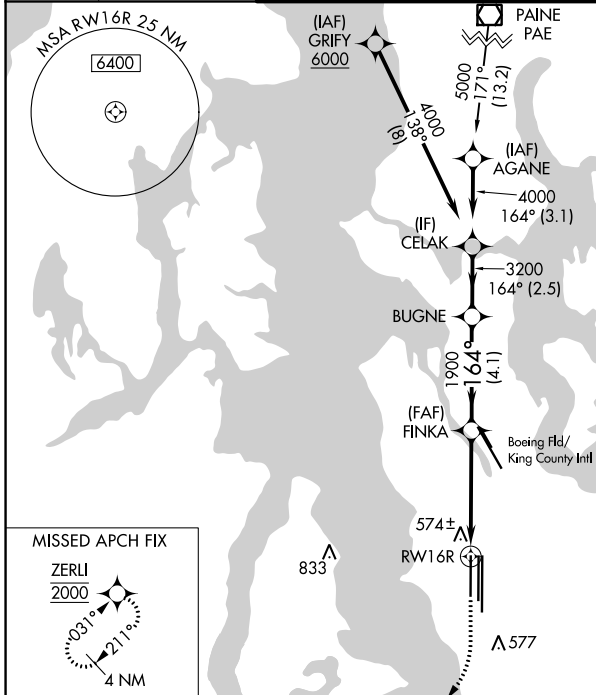 MSA RW16R 25 NM
6400
(IAF)
GRIFY
6000
PAINE
PAE
5000
171°
(13.2)
4000
138°
(8)
(IAF)
AGANE
4000
164° (3.1)
(IF)
CELAK
3200
164° (2.5)
BUGNE
1900
164°
(4.1)
(FAF)
FINKA
Boeing Fld/
King County Intl
574±
RW16R
833
577
MISSED APCH FIX
ZERLI
2000
031°
211°
4 NM